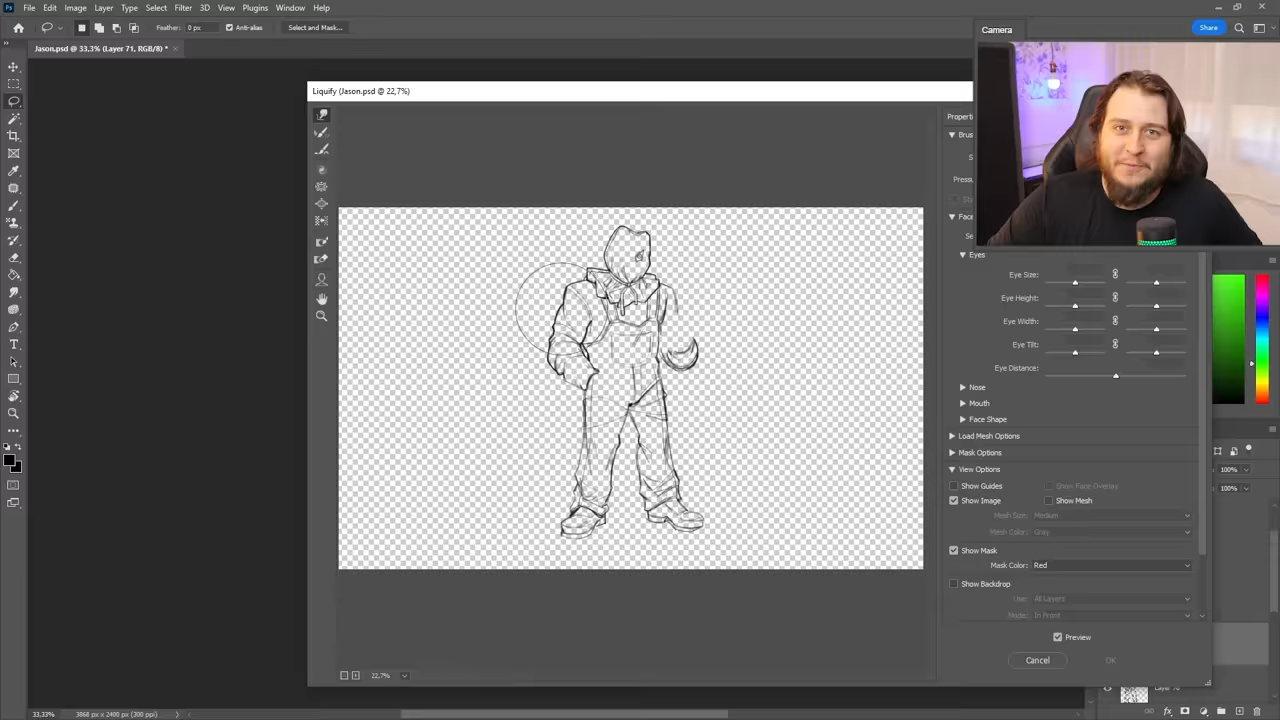 Ps File Edit Image Layer Type Select Filter 3D View Plugins Window Help
Feather: 0 px Anti-alias Select and Mask... Share
Jason.psd @ 33,3% (Layer 71, RGB/8) *
Camera
Liquify (Jason.psd @ 22,7%)
Eyes
Eye Size:
Eye Height:
Eye Width:
Eye Tilt:
Eye Distance:
Nose
Mouth
Face Shape
Load Mesh Options
Mask Options
100%
View Options
100%
Show Guides Show Face Overlay
Show Image Show Mesh
Mesh Size: Medium
Mesh Color: Grey
Show Mask
Mask Color: Red
Show Backdrop
Use: All Layers
Mode: In Front
Preview
Cancel OK
22,7%
33,33% 3868 px x 2400 px (300 ppi)